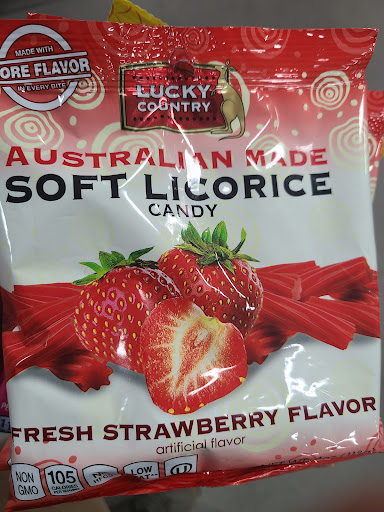 MADE WITH
ORE FLAVOR
IN EVERY BITE
LUCKY
COUNTRY
AUSTRALIAN MADE
SOFT LICORICE
CANDY
FRESH STRAWBERRY FLAVOR
artificial flavor
NON
GMO
105
CALORIES
LOW